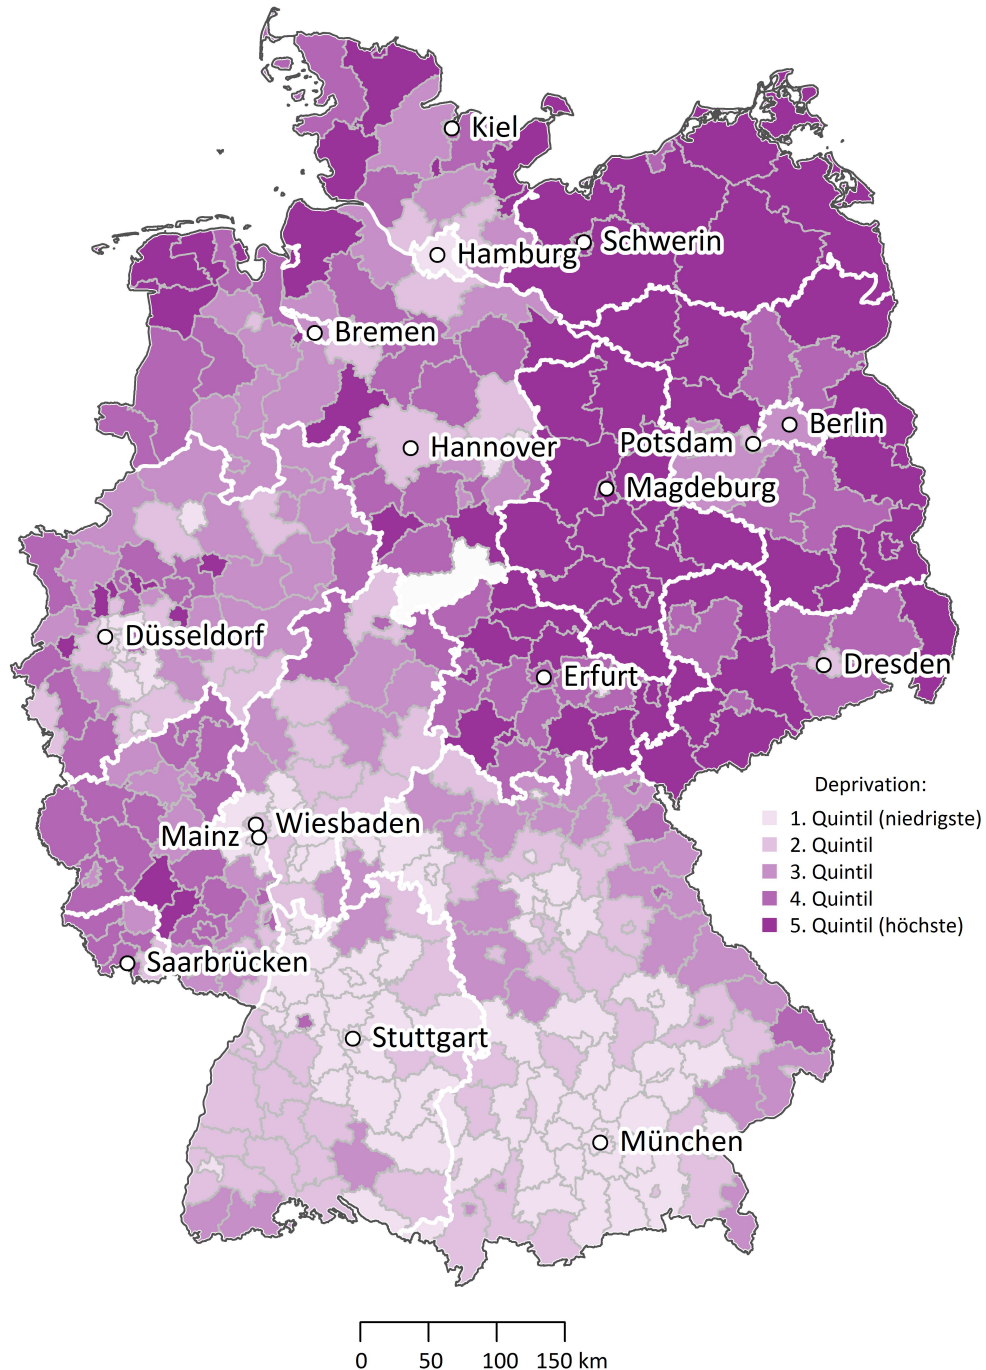 Kiel
Schwerin
Hamburg
Bremen
Berlin
Potsdam
Hannover
Magdeburg
Düsseldorf
Erfurt
Dresden
Deprivation:
1. Quintil (niedrigste)
2. Quintil
3. Quintil
4. Quintil
5. Quintil (höchste)
Wiesbaden
Mainz
Saarbrücken
Stuttgart
München
0 50 100 150 km